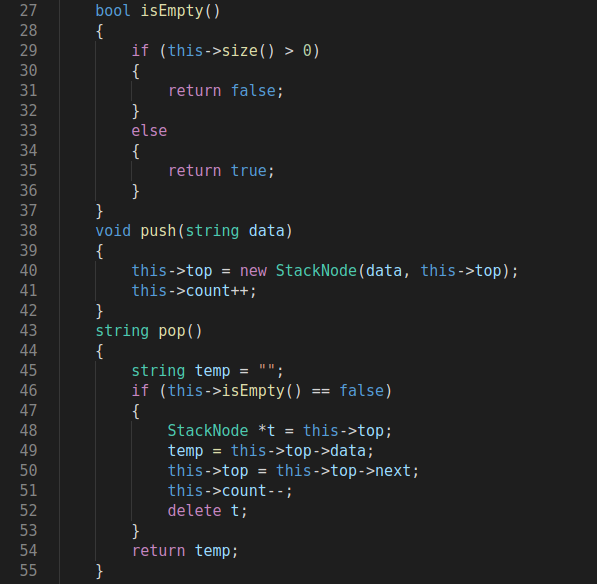 27 bool isEmpty()
28 {
29 if (this->size() > 0)
30 {
31 return false;
32 }
33 else
34 {
35 return true;
36 }
37 }
38 void push(string data)
39 {
40 this->top = new StackNode(data, this->top);
41 this->count++;
42 }
43 string pop()
44 {
45 string temp = "";
46 if (this->isEmpty() == false)
47 {
48 StackNode *t = this->top;
49 temp = this->top->data;
50 this->top = this->top->next;
51 this->count--;
52 delete t;
53 }
54 return temp;
55 }